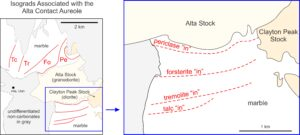 Isograds Associated with the
Alta Contact Aureole
2 km
marble
Tc
Tr
Fo
Pe
Alta Stock
(granodiorite)
Clayton Peak Stock
(diorite)
undifferentiated
non-carbonates
in gray
marble
Alta Stock
Clayton Peak
Stock
periclase "in"
forsterite "in"
tremolite "in"
talc "in"
marble
1 km